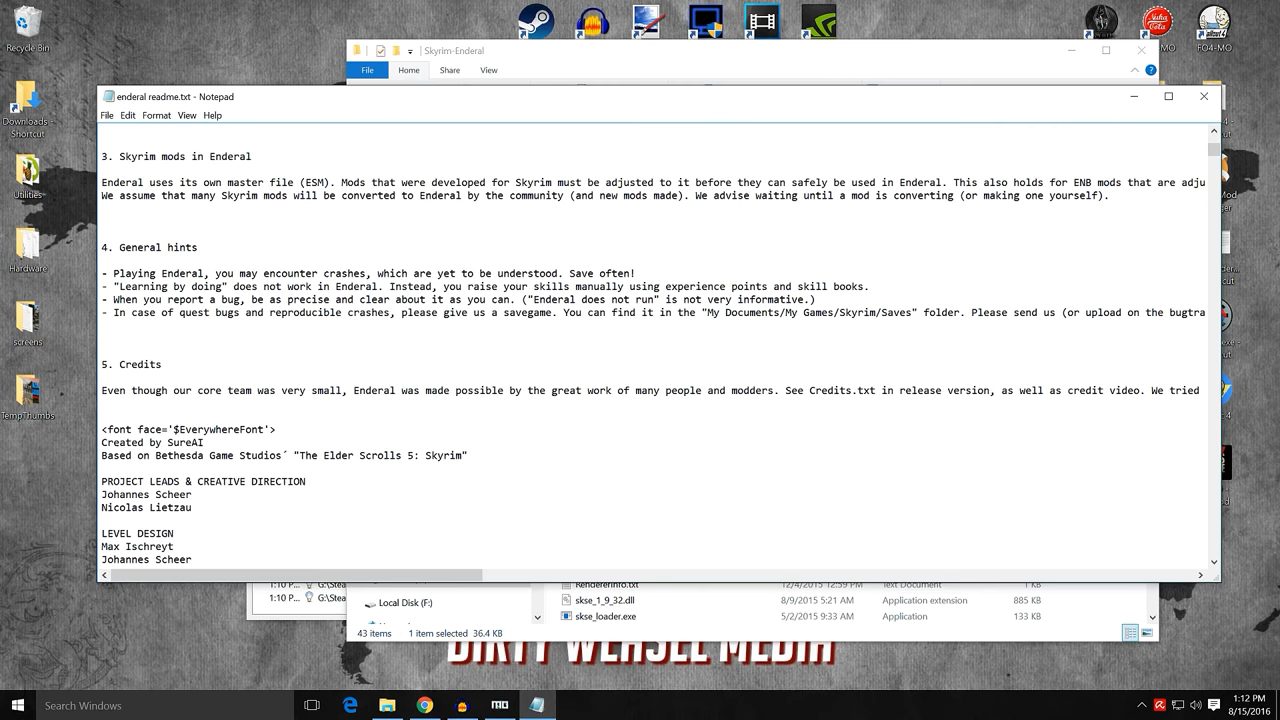 Recycle Bin
Downloads - Shortcut
Utilities
Hardware
screens
TempThumbs
FO4-MO
Skyrim-Enderal
File Home Share View
enderal readme.txt - Notepad
File Edit Format View Help
3. Skyrim mods in Enderal
Enderal uses its own master file (ESM). Mods that were developed for Skyrim must be adjusted to it before they can safely be used in Enderal. This also holds for ENB mods that are adju
We assume that many Skyrim mods will be converted to Enderal by the community (and new mods made). We advise waiting until a mod is converting (or making one yourself).
4. General hints
- Playing Enderal, you may encounter crashes, which are yet to be understood. Save often!
- "Learning by doing" does not work in Enderal. Instead, you raise your skills manually using experience points and skill books.
- When you report a bug, be as precise and clear about it as you can. ("Enderal does not run" is not very informative.)
- In case of quest bugs and reproducible crashes, please give us a savegame. You can find it in the "My Documents/My Games/Skyrim/Saves" folder. Please send us (or upload on the bugtra
5. Credits
Even though our core team was very small, Enderal was made possible by the great work of many people and modders. See Credits.txt in release version, as well as credit video. We tried
<font face='$EverywhereFont'>
Created by SureAI
Based on Bethesda Game Studios´ "The Elder Scrolls 5: Skyrim"
PROJECT LEADS & CREATIVE DIRECTION
Johannes Scheer
Nicolas Lietzau
LEVEL DESIGN
Max Ischreyt
Johannes Scheer
1:10 P... G:\Stea
1:10 P... G:\Stea
Local Disk (F:)
RendererInfo.txt 12/4/2015 12:59 PM Text Document 1 KB
skse_1_9_32.dll 8/9/2015 5:21 AM Application extension 885 KB
skse_loader.exe 5/2/2015 9:33 AM Application 133 KB
43 items 1 item selected 36.4 KB
DIRTY WEASEL MEDIA
Search Windows
MO
1:12 PM
8/15/2016